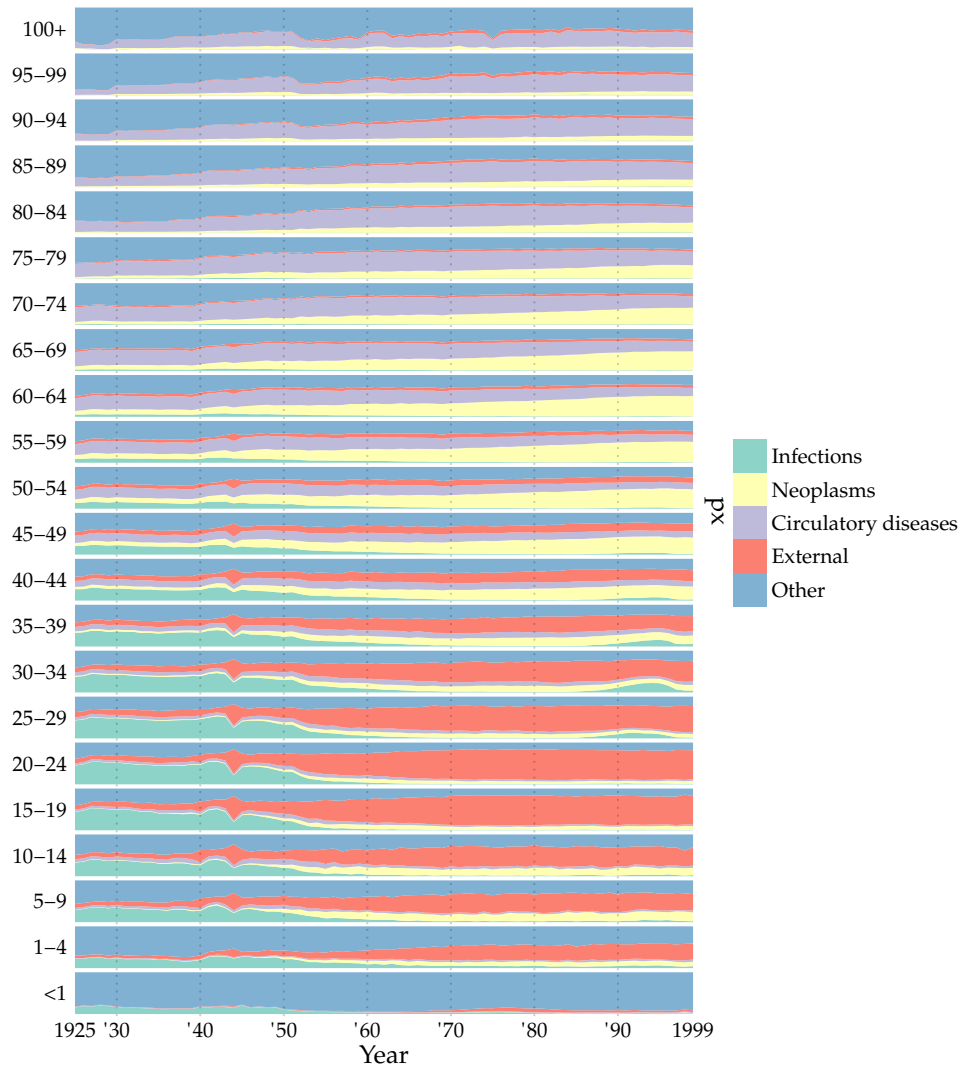 100+
95–99
90–94
85–89
80–84
75–79
70–74
65–69
60–64
55–59
50–54
45–49
40–44
35–39
30–34
25–29
20–24
15–19
10–14
5–9
1–4
<1
1925 '30 '40 '50 '60 '70 '80 '90 1999
Year
px
Infections
Neoplasms
Circulatory diseases
External
Other